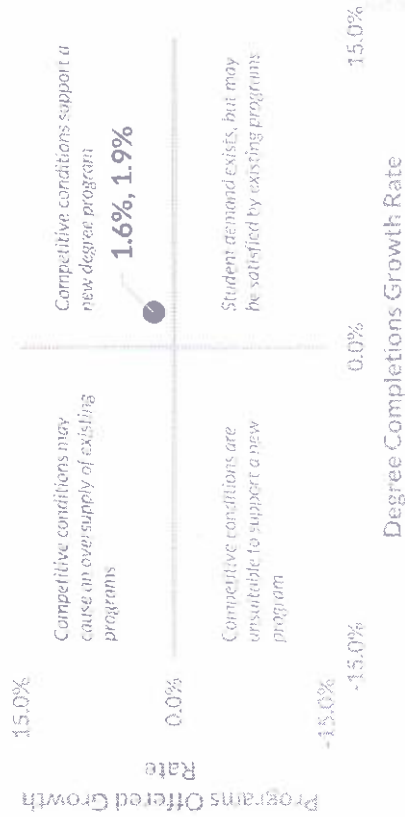 15.0%
Competitive conditions may
cause an oversupply of existing
programs
Competitive conditions support a
new degree program
1.6%, 1.9%
0.0%
Competitive conditions are
unsuitable to support a new
program
Student demand exists, but may
be satisfied by existing programs
-15.0%
-15.0%
0.0%
15.0%
Degree Completions Growth Rate
Programs Offered Growth
Rate